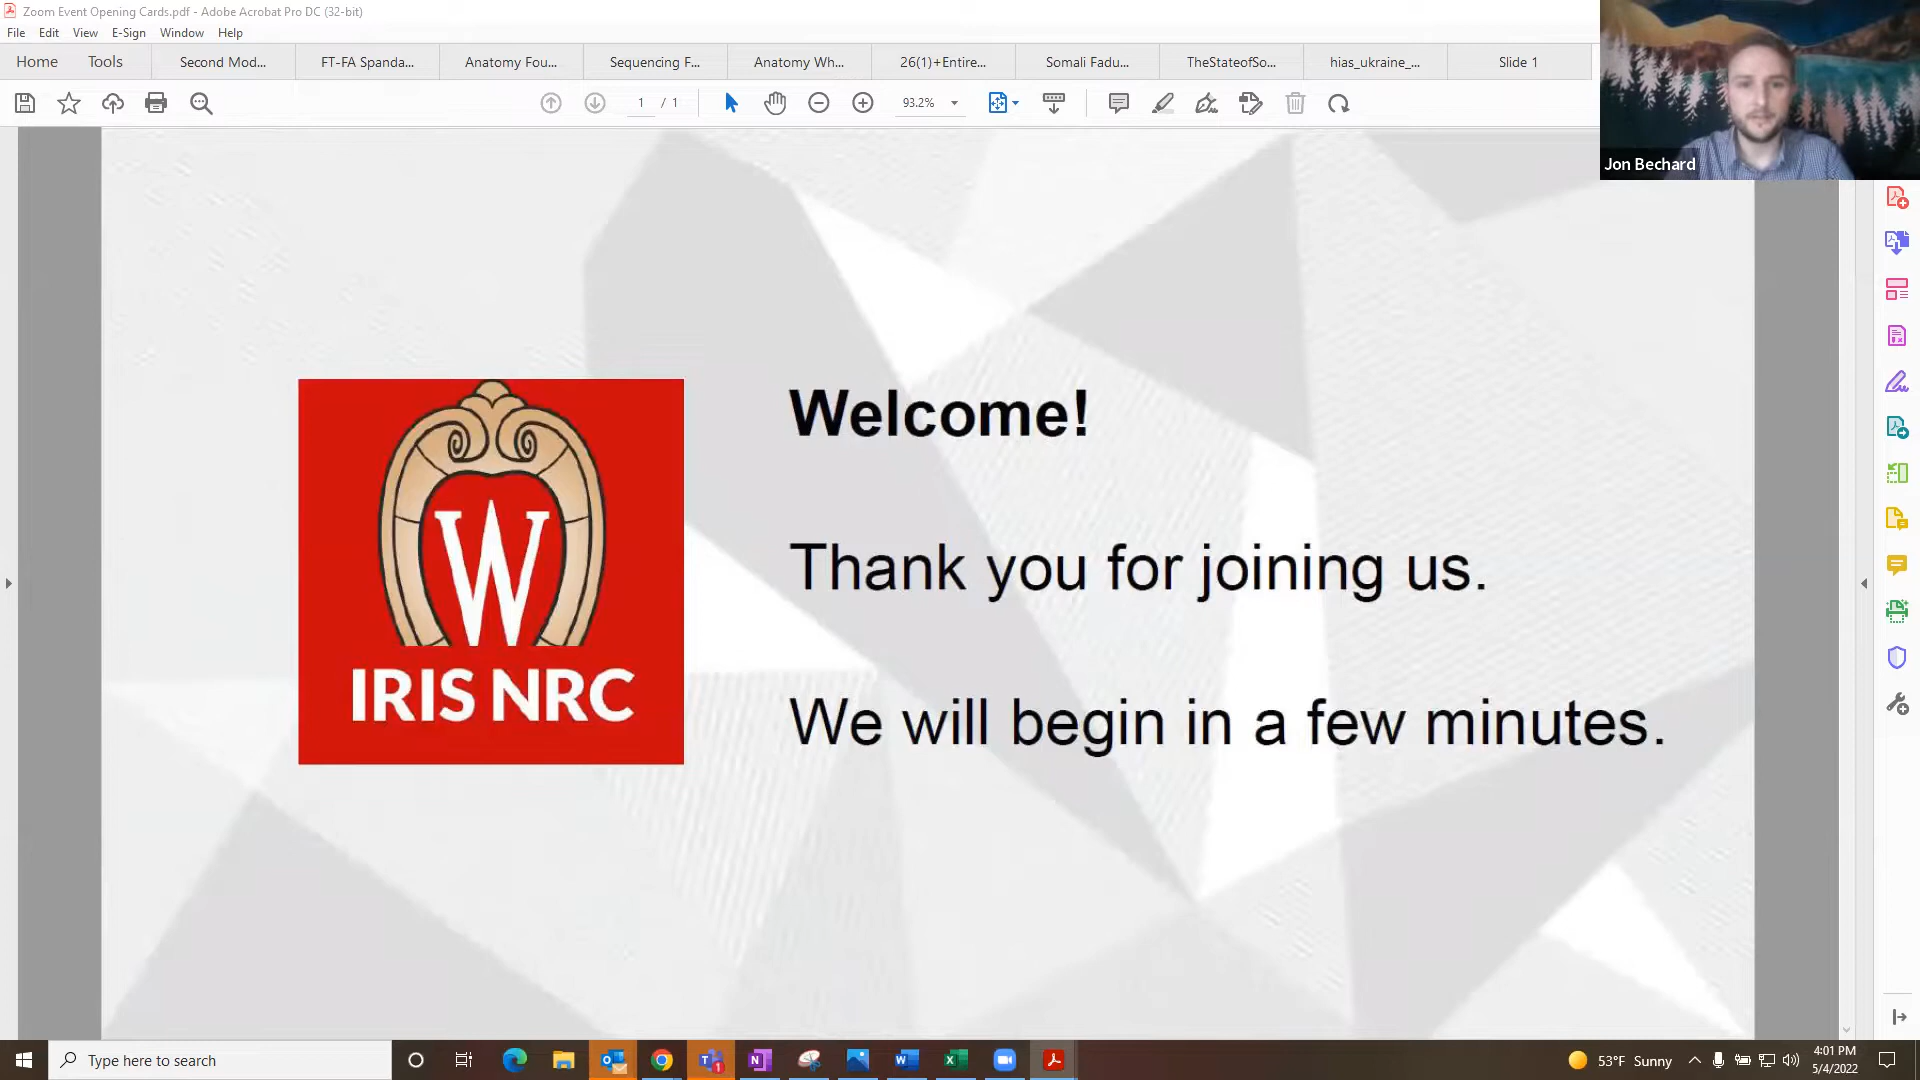 Zoom Event Opening Cards.pdf - Adobe Acrobat Pro DC (32-bit)
File Edit View E-Sign Window Help
Home Tools Second Mod... FT-FA Spanda... Anatomy Fou... Sequencing F... Anatomy Wh... 26(1)+Entire... Somali Fadu... TheStateofSo... hias_ukraine_... Slide 1
1 / 1 93.2%
Jon Bechard
Welcome!
Thank you for joining us.
We will begin in a few minutes.
W
IRIS NRC
Type here to search
53°F Sunny
4:01 PM
5/4/2022